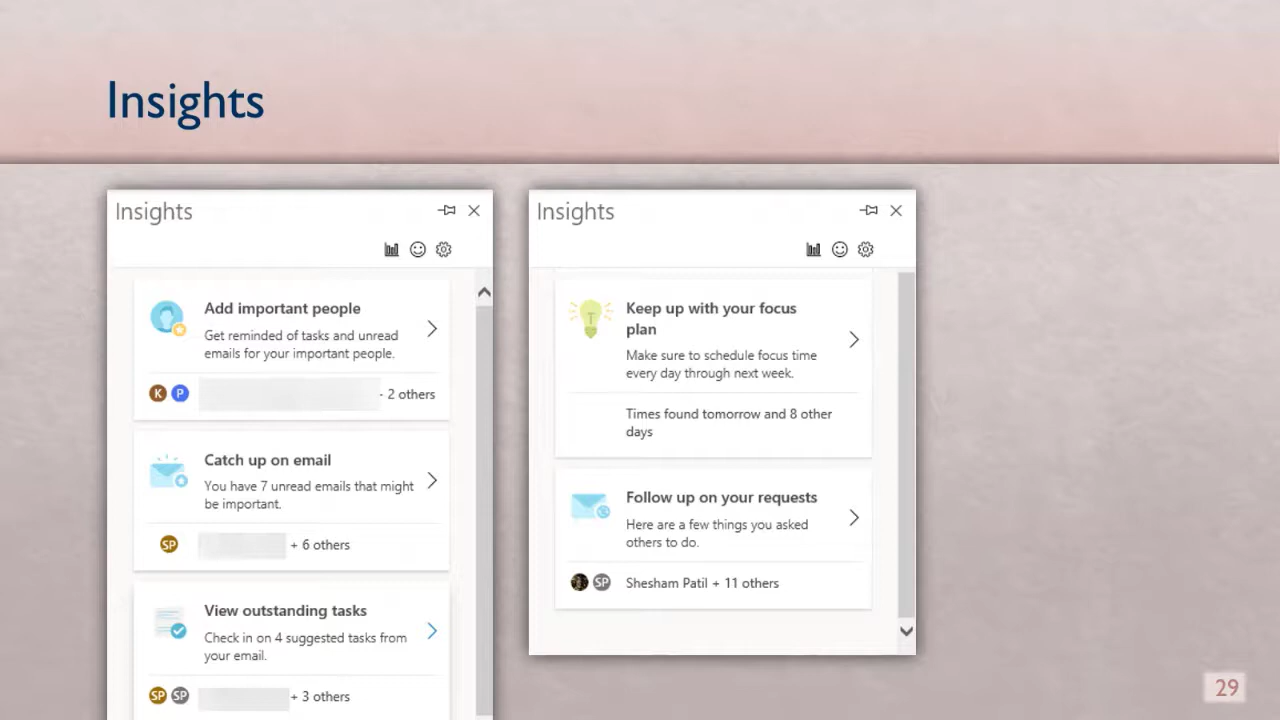 Insights
Insights
Add important people
Get reminded of tasks and unread
emails for your important people.
K P - 2 others
Catch up on email
You have 7 unread emails that might
be important.
SP + 6 others
View outstanding tasks
Check in on 4 suggested tasks from
your email.
SP SP + 3 others
Insights
Keep up with your focus
plan
Make sure to schedule focus time
every day through next week.
Times found tomorrow and 8 other
days
Follow up on your requests
Here are a few things you asked
others to do.
SP Shesham Patil + 11 others
29